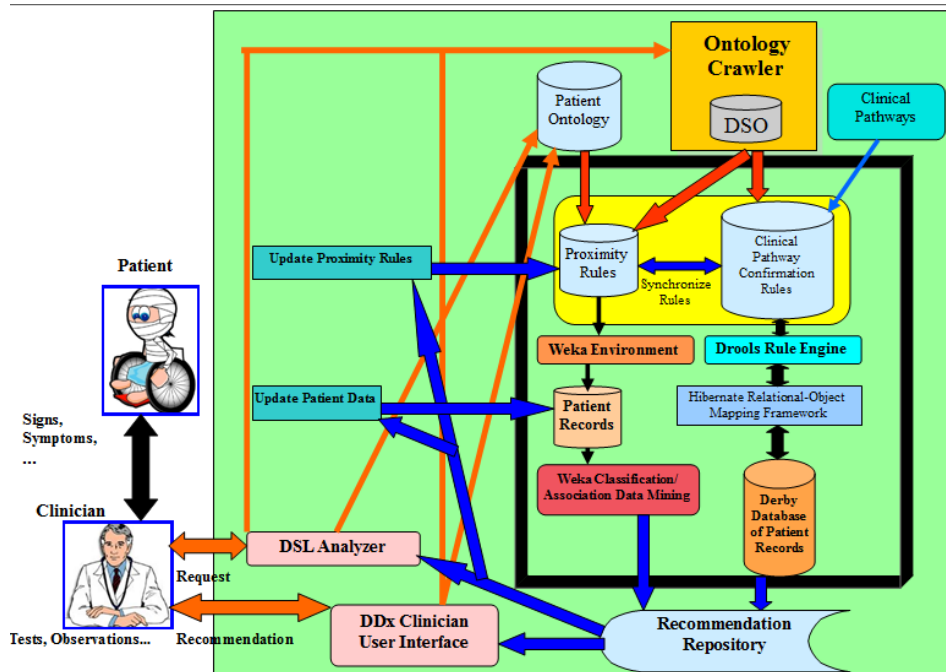 Ontology
Crawler
DSO
Patient
Ontology
Clinical
Pathways
Proximity
Rules
Synchronize
Rules
Clinical
Pathway
Confirmation
Rules
Update Proximity Rules
Patient
Weka Environment
Drools Rule Engine
Update Patient Data
Patient
Records
Hibernate Relational-Object
Mapping Framework
Signs,
Symptoms,
...
Weka Classification/
Association Data Mining
Derby
Database
of Patient
Records
Clinician
DSL Analyzer
Request
DDx Clinician
User Interface
Recommendation
Repository
Tests, Observations...
Recommendation